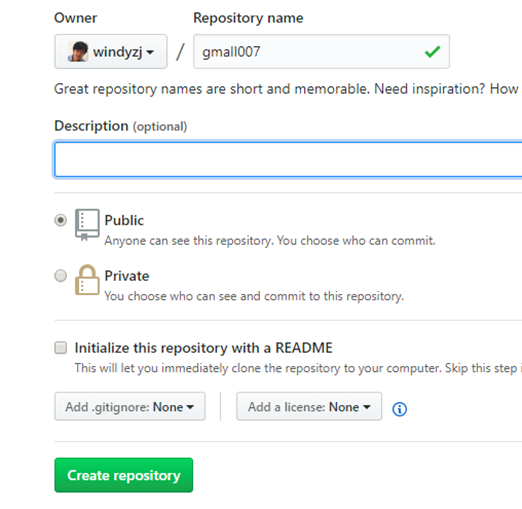 Owner
Repository name
windyzj / gmall007
Great repository names are short and memorable. Need inspiration? How
Description (optional)
Public
Anyone can see this repository. You choose who can commit.
Private
You choose who can see and commit to this repository.
Initialize this repository with a README
This will let you immediately clone the repository to your computer. Skip this step i
Add .gitignore: None
Add a license: None
Create repository